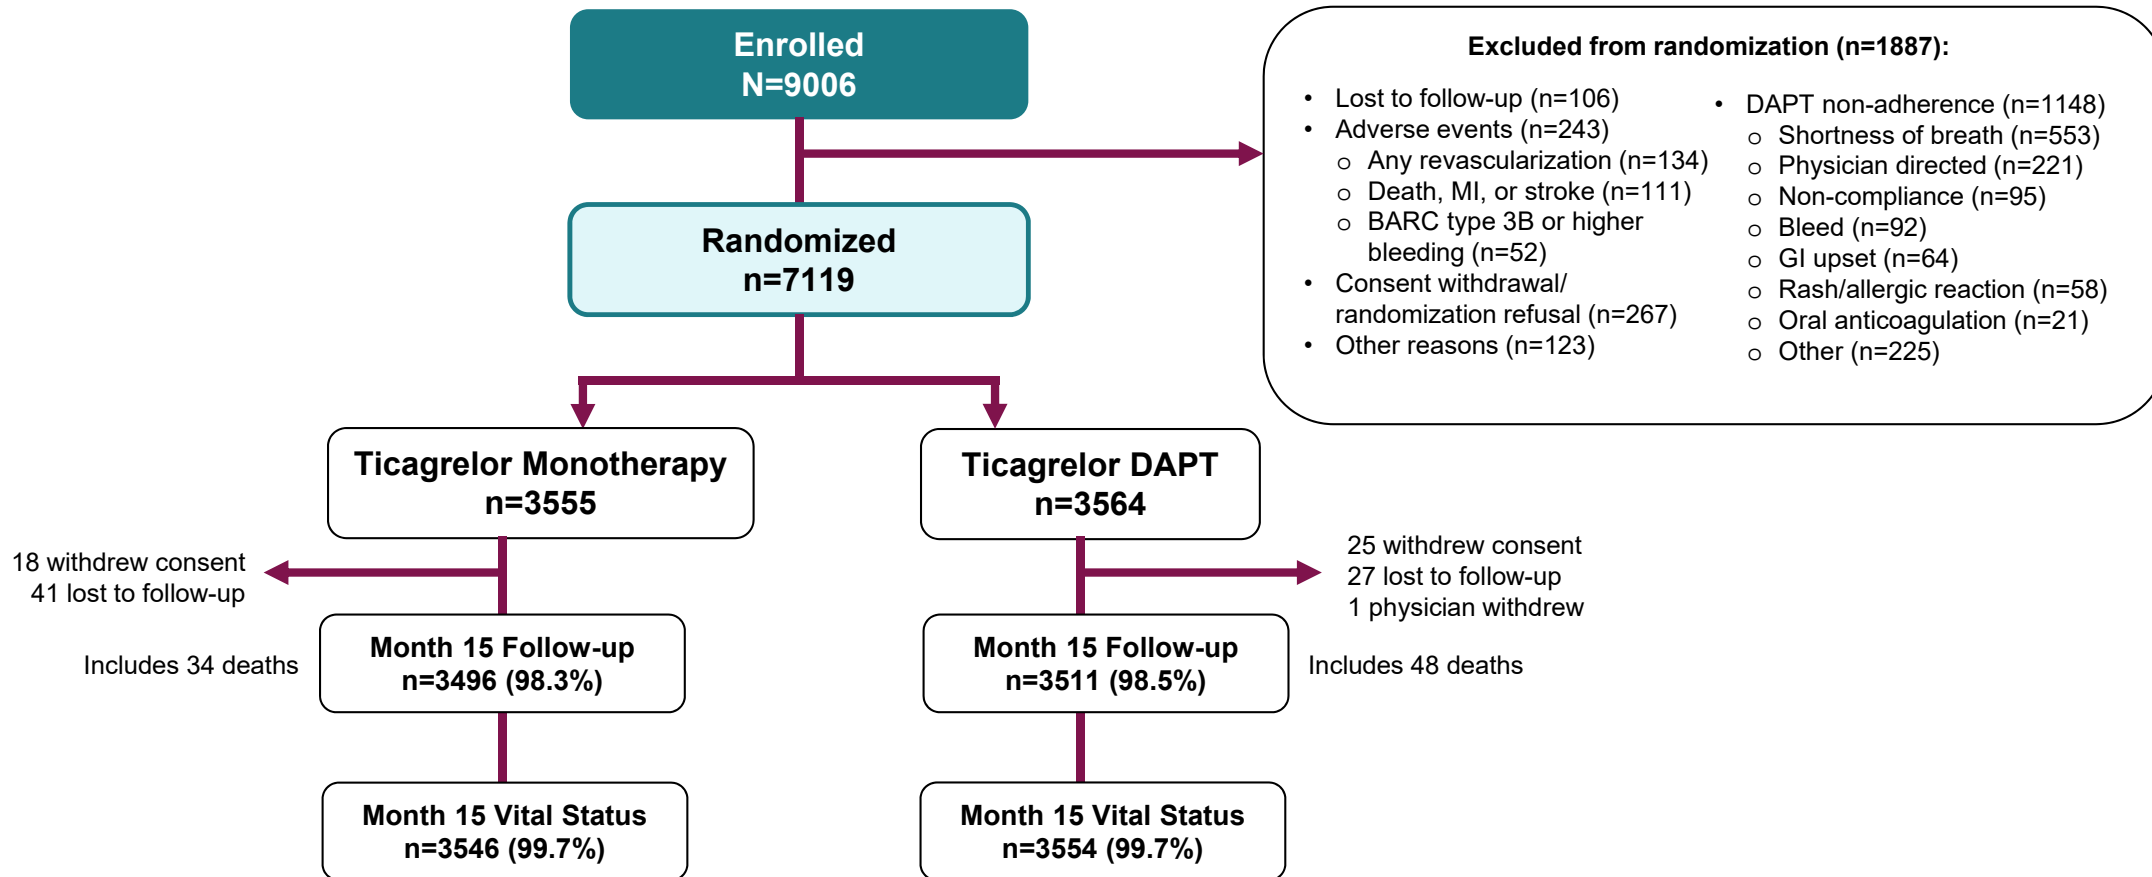 Enrolled
N=9006
Excluded from randomization (n=1887):
• Lost to follow-up (n=106)
• Adverse events (n=243)
o Any revascularization (n=134)
o Death, MI, or stroke (n=111)
o BARC type 3B or higher
bleeding (n=52)
• Consent withdrawal/
randomization refusal (n=267)
• Other reasons (n=123)
• DAPT non-adherence (n=1148)
o Shortness of breath (n=553)
o Physician directed (n=221)
o Non-compliance (n=95)
o Bleed (n=92)
o GI upset (n=64)
o Rash/allergic reaction (n=58)
o Oral anticoagulation (n=21)
o Other (n=225)
Randomized
n=7119
Ticagrelor Monotherapy
n=3555
Ticagrelor DAPT
n=3564
18 withdrew consent
41 lost to follow-up
25 withdrew consent
27 lost to follow-up
1 physician withdrew
Includes 34 deaths
Month 15 Follow-up
n=3496 (98.3%)
Month 15 Follow-up
n=3511 (98.5%)
Includes 48 deaths
Month 15 Vital Status
n=3546 (99.7%)
Month 15 Vital Status
n=3554 (99.7%)